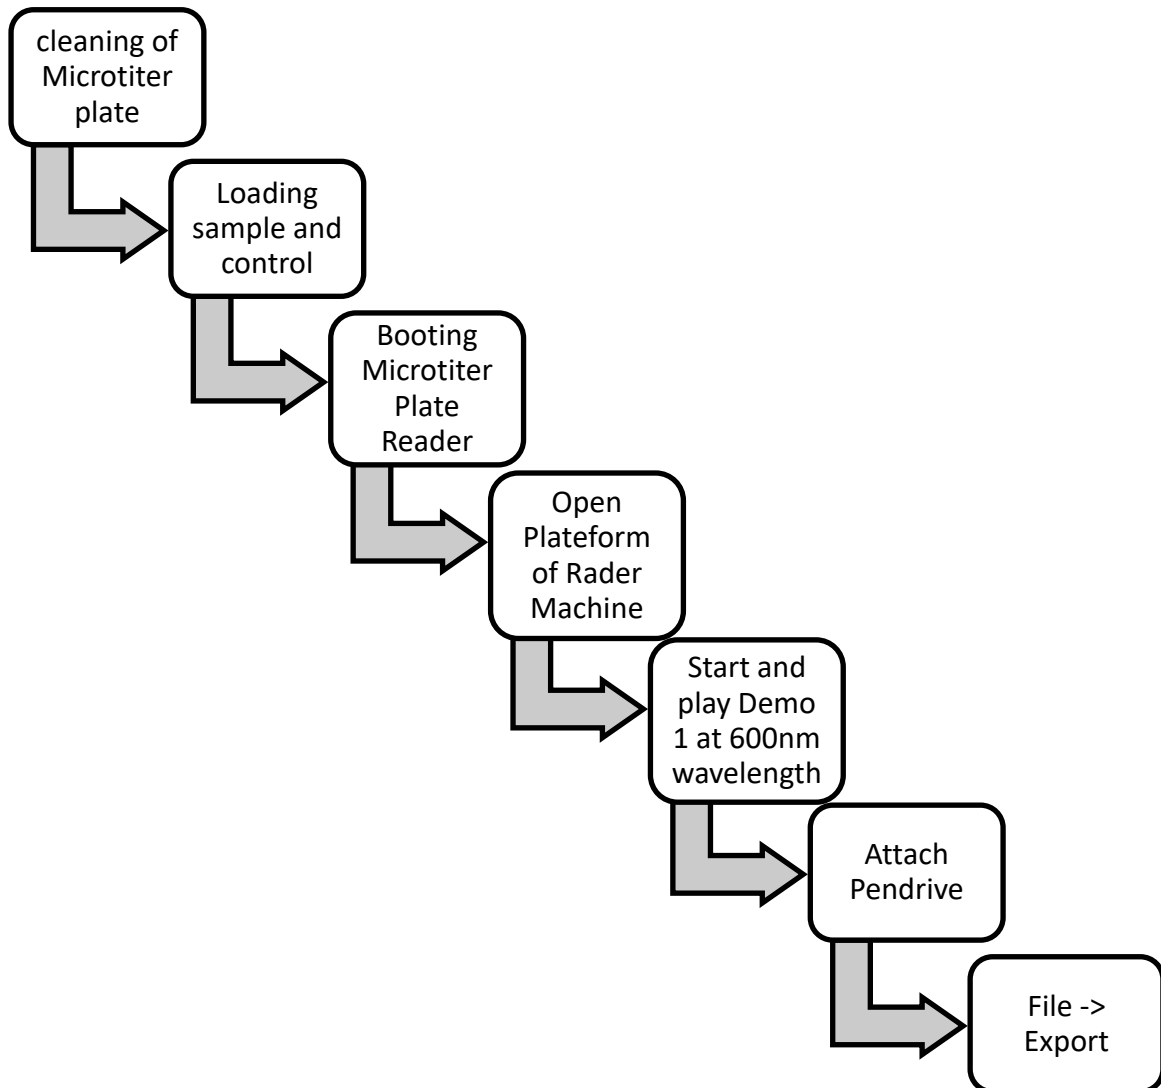 cleaning of
Microtiter
plate
Loading
sample and
control
Booting
Microtiter
Plate
Reader
Open
Plateform
of Rader
Machine
Start and
play Demo
1 at 600nm
wavelength
Attach
Pendrive
File ->
Export